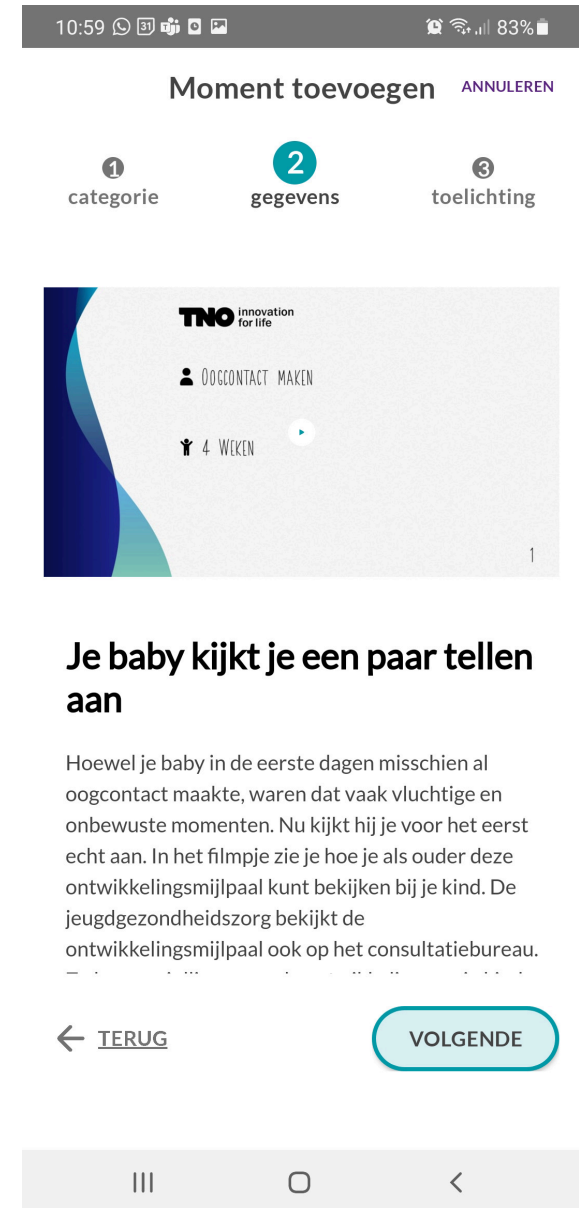 10:59 31 83%
Moment toevoegen ANNULEREN
1 2 3
categorie gegevens toelichting
TNO innovation
for life
Oogcontact maken
4 Weken
1
Je baby kijkt je een paar tellen
aan
Hoewel je baby in de eerste dagen misschien al
oogcontact maakte, waren dat vaak vluchtige en
onbewuste momenten. Nu kijkt hij je voor het eerst
echt aan. In het filmpje zie je hoe je als ouder deze
ontwikkelingsmijlpaal kunt bekijken bij je kind. De
jeugdgezondheidszorg bekijkt de
ontwikkelingsmijlpaal ook op het consultatiebureau.
TERUG VOLGENDE